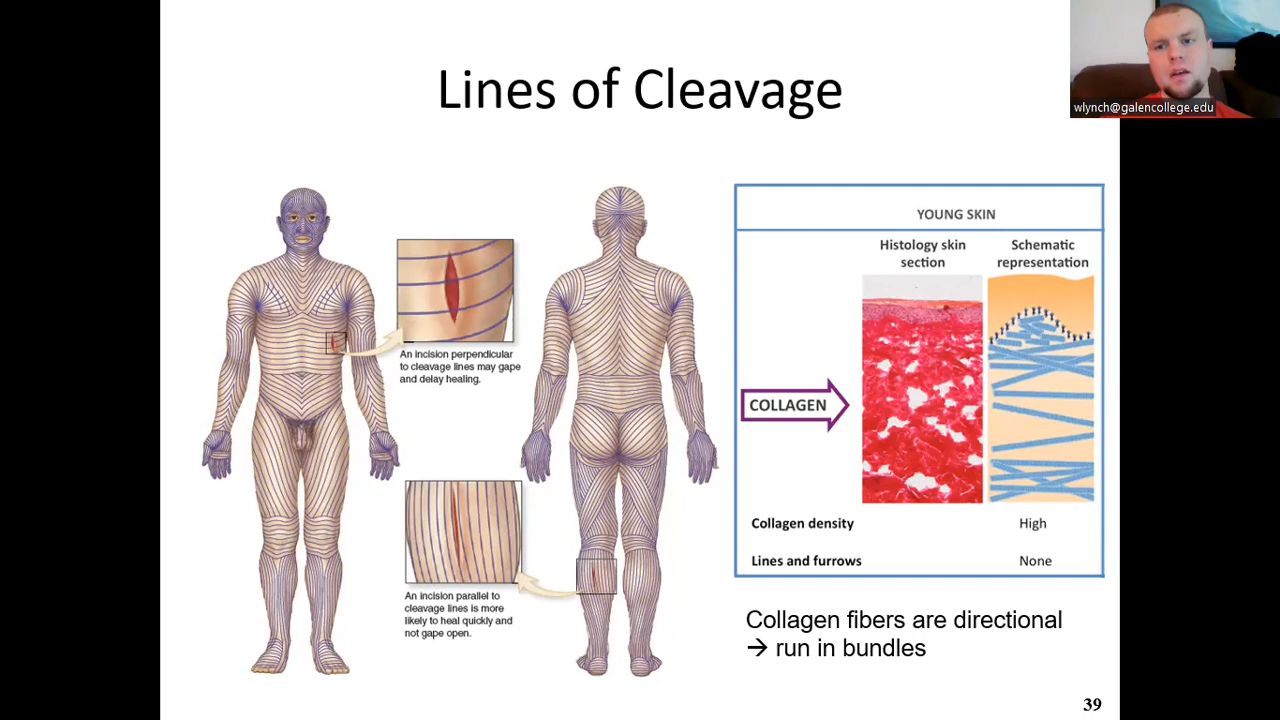 Lines of Cleavage
wlynch@galencollege.edu
An incision perpendicular
to cleavage lines may gape
and delay healing.
An incision parallel to
cleavage lines is more
likely to heal quickly and
not gape open.
YOUNG SKIN
Histology skin
section
Schematic
representation
COLLAGEN
Collagen density High
Lines and furrows None
Collagen fibers are directional
→ run in bundles
39